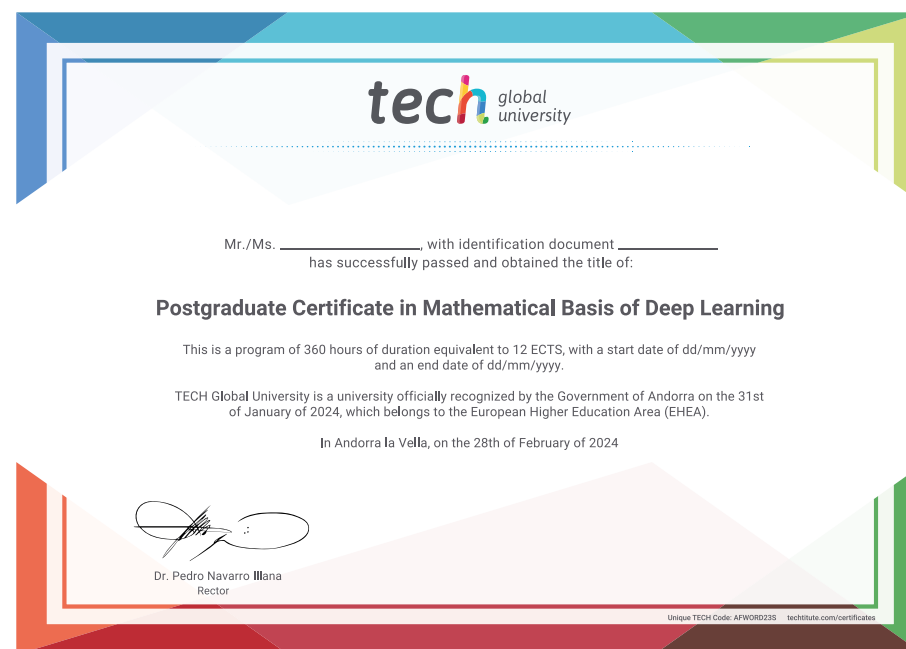 tech global
university
Mr./Ms. ____________________, with identification document ______________
has successfully passed and obtained the title of:
Postgraduate Certificate in Mathematical Basis of Deep Learning
This is a program of 360 hours of duration equivalent to 12 ECTS, with a start date of dd/mm/yyyy
and an end date of dd/mm/yyyy.
TECH Global University is a university officially recognized by the Government of Andorra on the 31st
of January of 2024, which belongs to the European Higher Education Area (EHEA).
In Andorra la Vella, on the 28th of February of 2024
Dr. Pedro Navarro Illana
Rector
Unique TECH Code: AFWORD23S techtitute.com/certificates